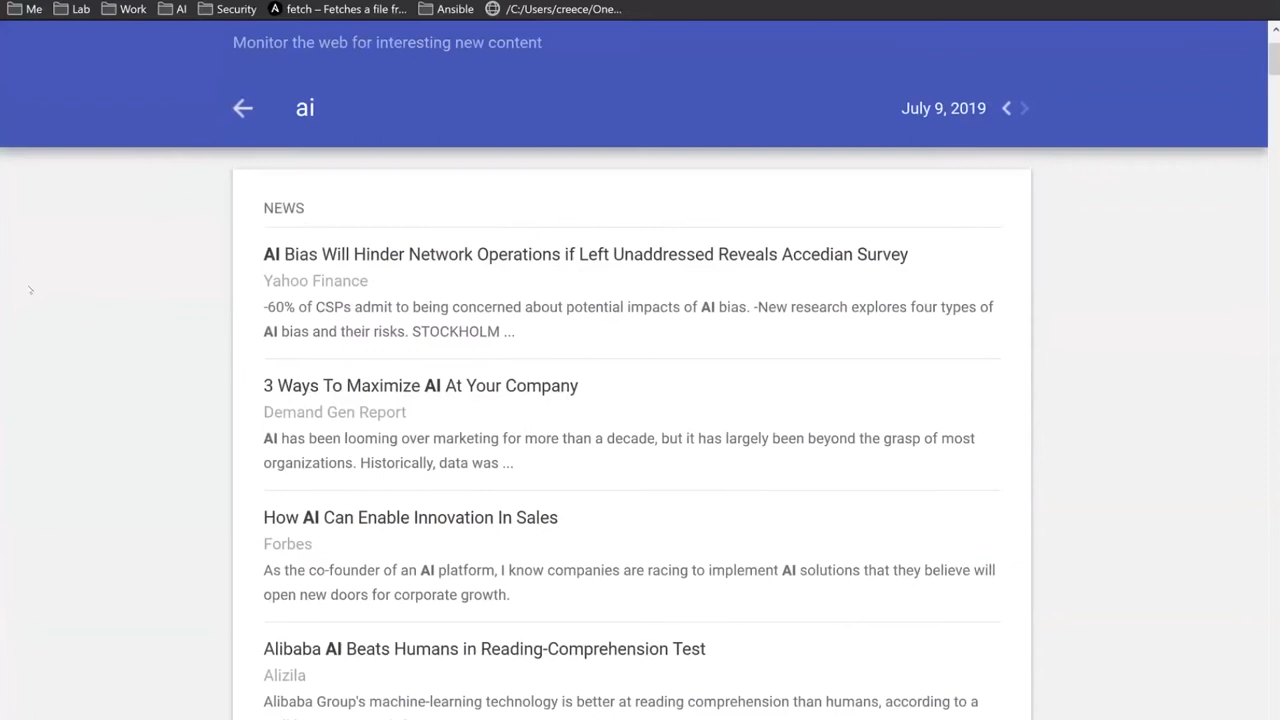 Me Lab Work AI Security fetch – Fetches a file fr... Ansible /C:/Users/creece/One...
Monitor the web for interesting new content
ai
July 9, 2019
NEWS
AI Bias Will Hinder Network Operations if Left Unaddressed Reveals Accedian Survey
Yahoo Finance
-60% of CSPs admit to being concerned about potential impacts of AI bias. -New research explores four types of
AI bias and their risks. STOCKHOLM ...
3 Ways To Maximize AI At Your Company
Demand Gen Report
AI has been looming over marketing for more than a decade, but it has largely been beyond the grasp of most
organizations. Historically, data was ...
How AI Can Enable Innovation In Sales
Forbes
As the co-founder of an AI platform, I know companies are racing to implement AI solutions that they believe will
open new doors for corporate growth.
Alibaba AI Beats Humans in Reading-Comprehension Test
Alizila
Alibaba Group's machine-learning technology is better at reading comprehension than humans, according to a